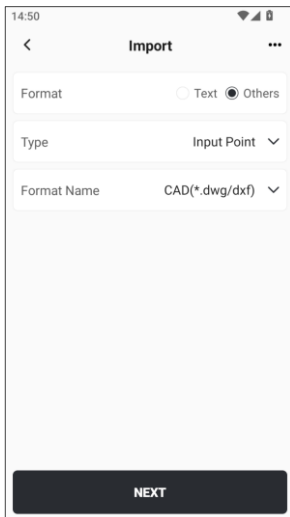 14:50
Import
Format Text Others
Type Input Point
Format Name CAD(*.dwg/dxf)
NEXT